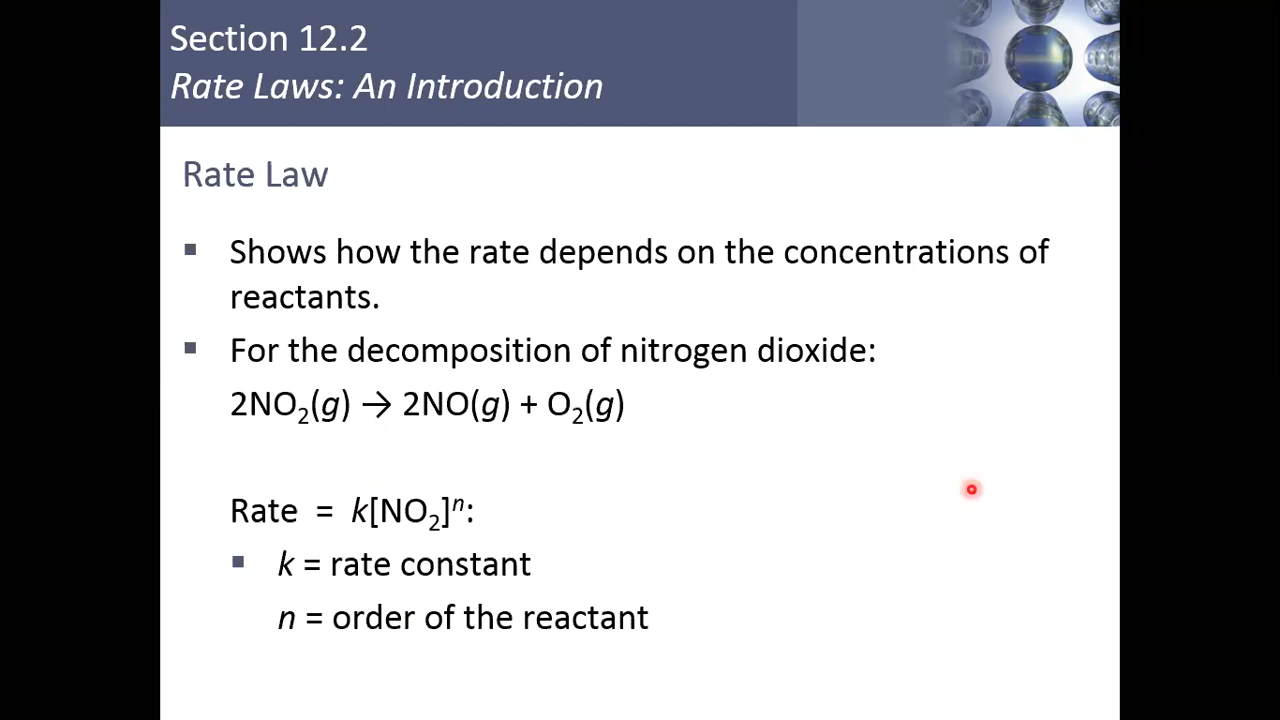 Section 12.2
Rate Laws: An Introduction
Rate Law
▪ Shows how the rate depends on the concentrations of
reactants.
▪ For the decomposition of nitrogen dioxide:
2NO₂(g) → 2NO(g) + O₂(g)
Rate = k[NO₂]ⁿ:
▪ k = rate constant
n = order of the reactant